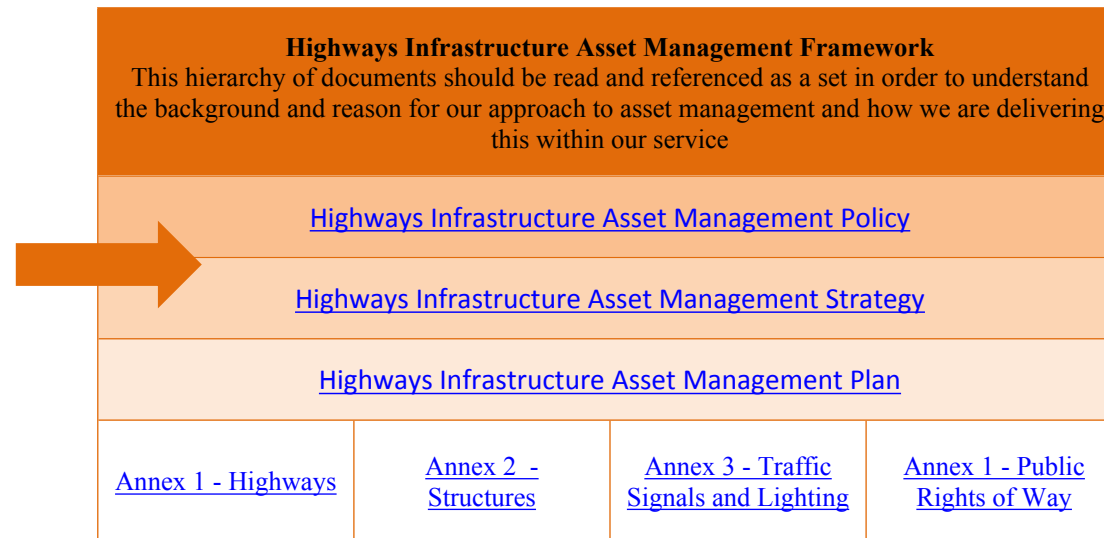 Highways Infrastructure Asset Management Framework
This hierarchy of documents should be read and referenced as a set in order to understand
the background and reason for our approach to asset management and how we are delivering
this within our service
Highways Infrastructure Asset Management Policy
Highways Infrastructure Asset Management Strategy
Highways Infrastructure Asset Management Plan
Annex 1 - Highways
Annex 2 -
Structures
Annex 3 - Traffic
Signals and Lighting
Annex 1 - Public
Rights of Way